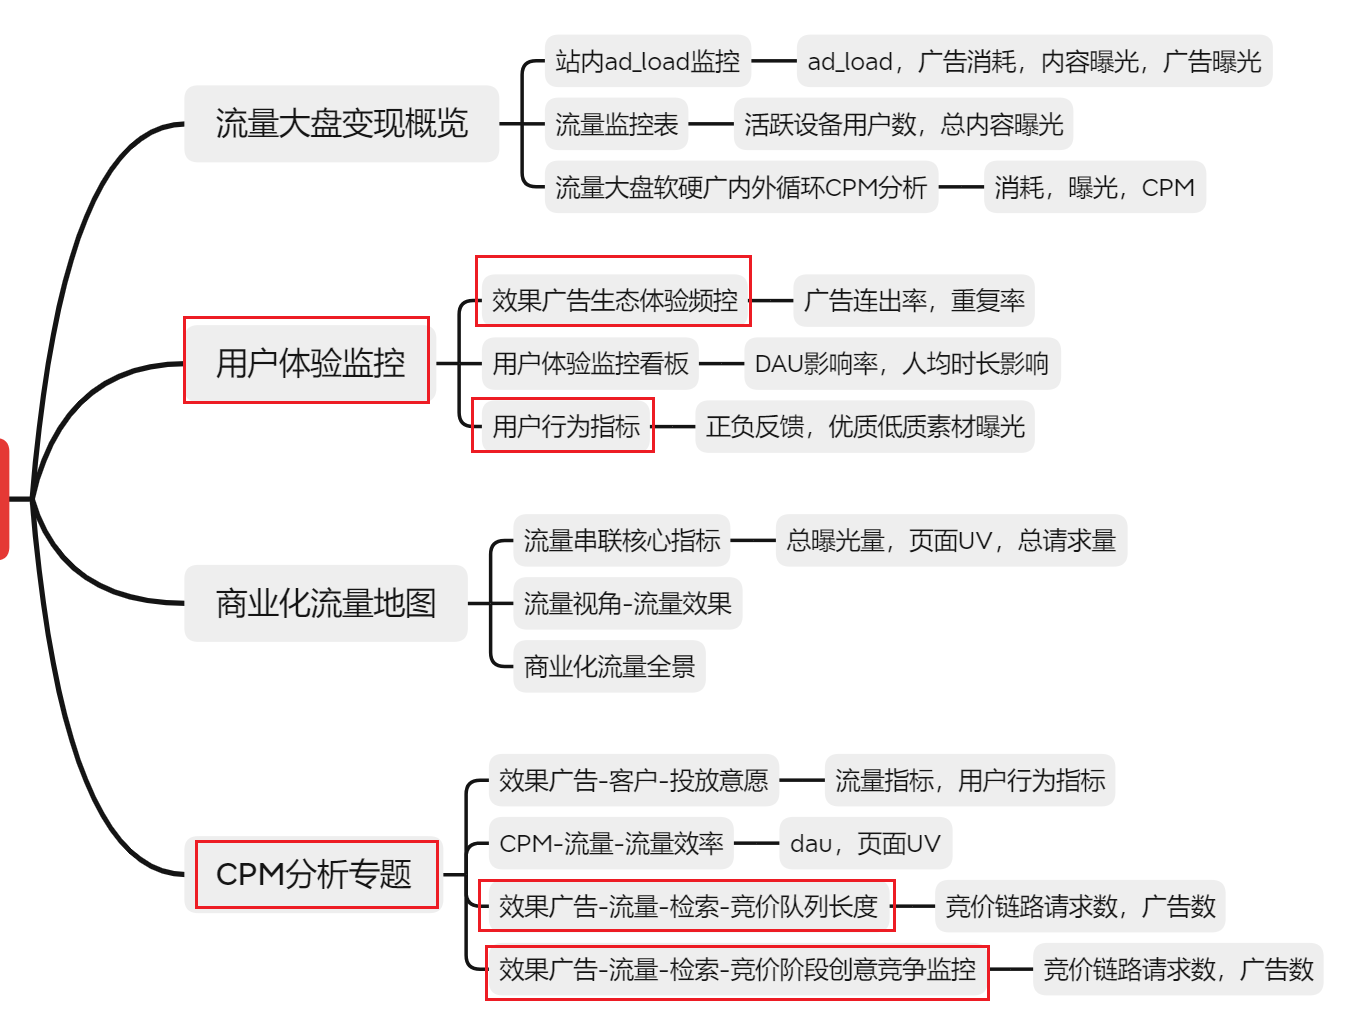 流量大盘变现概览
站内ad_load监控
ad_load，广告消耗，内容曝光，广告曝光
流量监控表
活跃设备用户数，总内容曝光
流量大盘软硬广内外循环CPM分析
消耗，曝光，CPM
用户体验监控
效果广告生态体验频控
广告连出率，重复率
用户体验监控看板
DAU影响率，人均时长影响
用户行为指标
正负反馈，优质低质素材曝光
商业化流量地图
流量串联核心指标
总曝光量，页面UV，总请求量
流量视角-流量效果
商业化流量全景
CPM分析专题
效果广告-客户-投放意愿
流量指标，用户行为指标
CPM-流量-流量效率
dau，页面UV
效果广告-流量-检索-竞价队列长度
竞价链路请求数，广告数
效果广告-流量-检索-竞价阶段创意竞争监控
竞价链路请求数，广告数